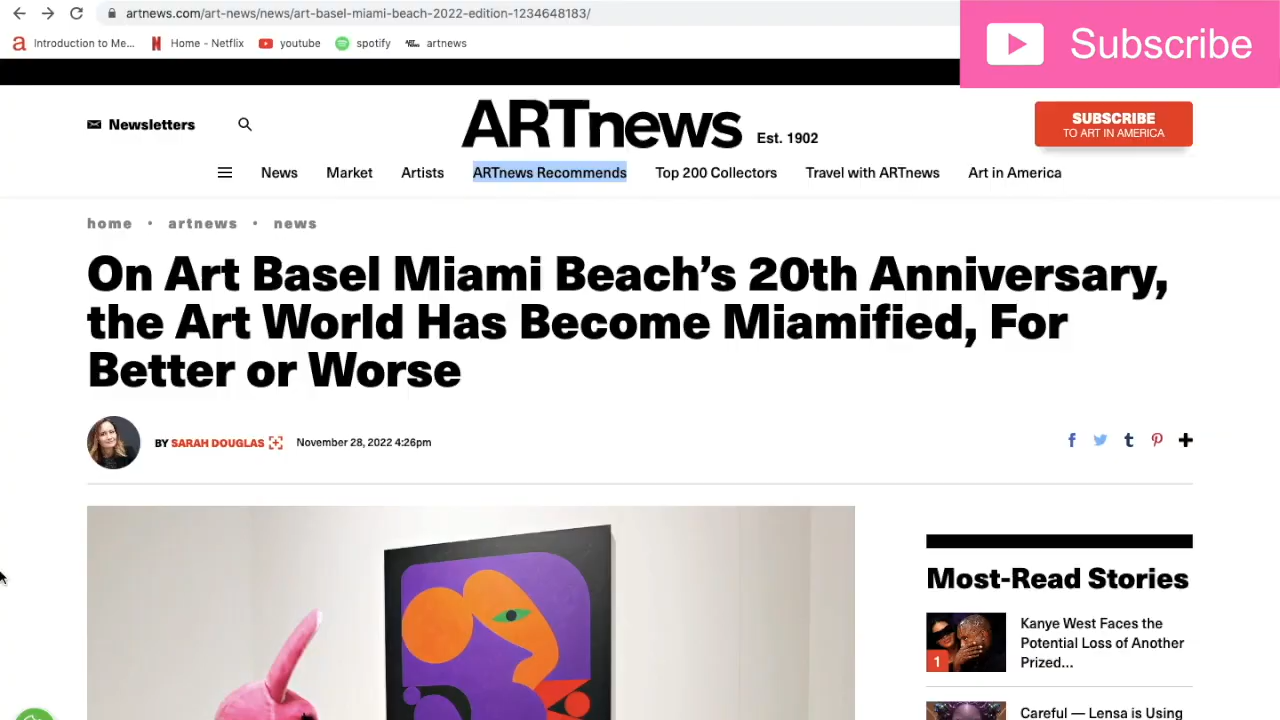 artnews.com/art-news/news/art-basel-miami-beach-2022-edition-1234648183/
Introduction to Me... Home - Netflix youtube spotify artnews
Subscribe
Newsletters
ARTnews Est. 1902
SUBSCRIBE
TO ART IN AMERICA
News Market Artists ARTnews Recommends Top 200 Collectors Travel with ARTnews Art in America
home • artnews • news
On Art Basel Miami Beach’s 20th Anniversary,
the Art World Has Become Miamified, For
Better or Worse
BY SARAH DOUGLAS November 28, 2022 4:26pm
Most-Read Stories
1
Kanye West Faces the
Potential Loss of Another
Prized...
Careful — Lensa is Using